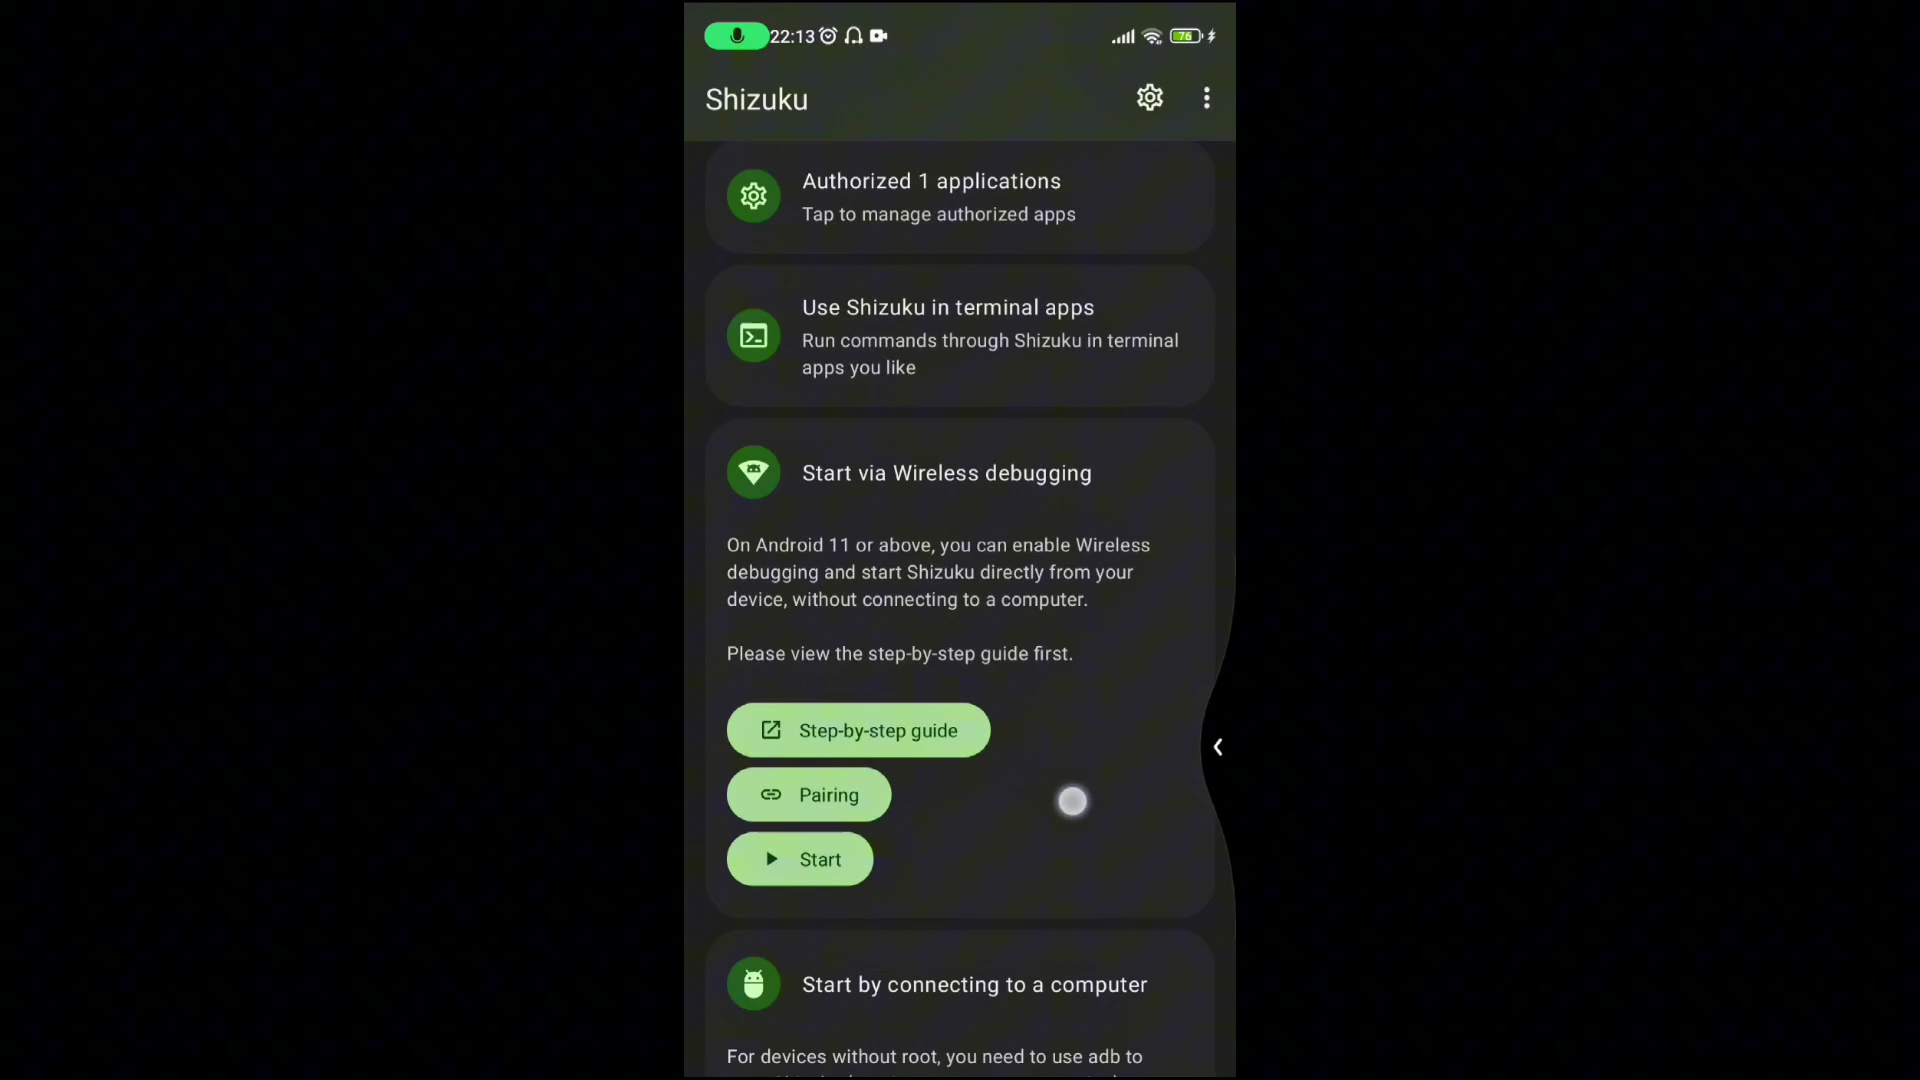 22:13
76
Shizuku
Authorized 1 applications
Tap to manage authorized apps
Use Shizuku in terminal apps
Run commands through Shizuku in terminal
apps you like
Start via Wireless debugging
On Android 11 or above, you can enable Wireless
debugging and start Shizuku directly from your
device, without connecting to a computer.
Please view the step-by-step guide first.
Step-by-step guide
Pairing
Start
Start by connecting to a computer
For devices without root, you need to use adb to